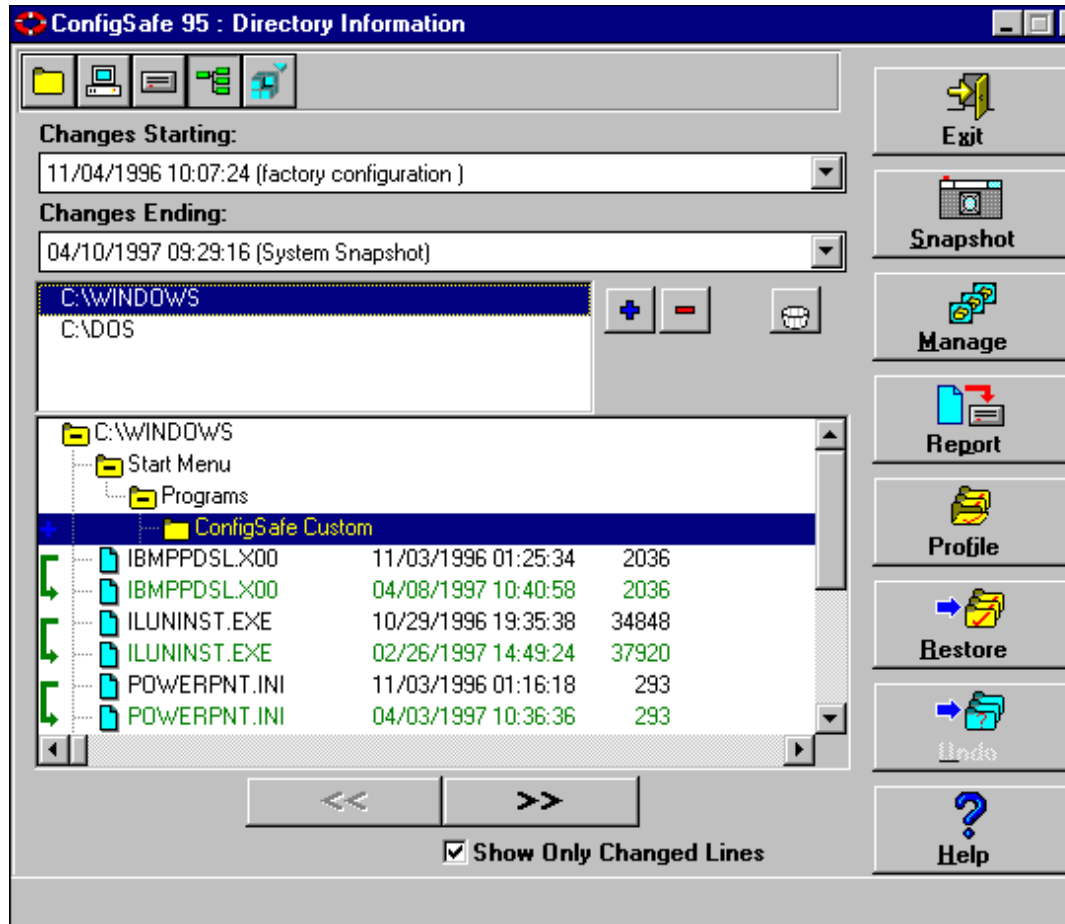 ConfigSafe 95 : Directory Information
Changes Starting:
11/04/1996 10:07:24 (factory configuration )
Changes Ending:
04/10/1997 09:29:16 (System Snapshot)
C:\WINDOWS
C:\DOS
C:\WINDOWS
Start Menu
Programs
ConfigSafe Custom
IBMPPDSL.X00 11/03/1996 01:25:34 2036
IBMPPDSL.X00 04/08/1997 10:40:58 2036
ILUNINST.EXE 10/29/1996 19:35:38 34848
ILUNINST.EXE 02/26/1997 14:49:24 37920
POWERPNT.INI 11/03/1996 01:16:18 293
POWERPNT.INI 04/03/1997 10:36:36 293
<< >>
Show Only Changed Lines
Exit
Snapshot
Manage
Report
Profile
Restore
Undo
Help